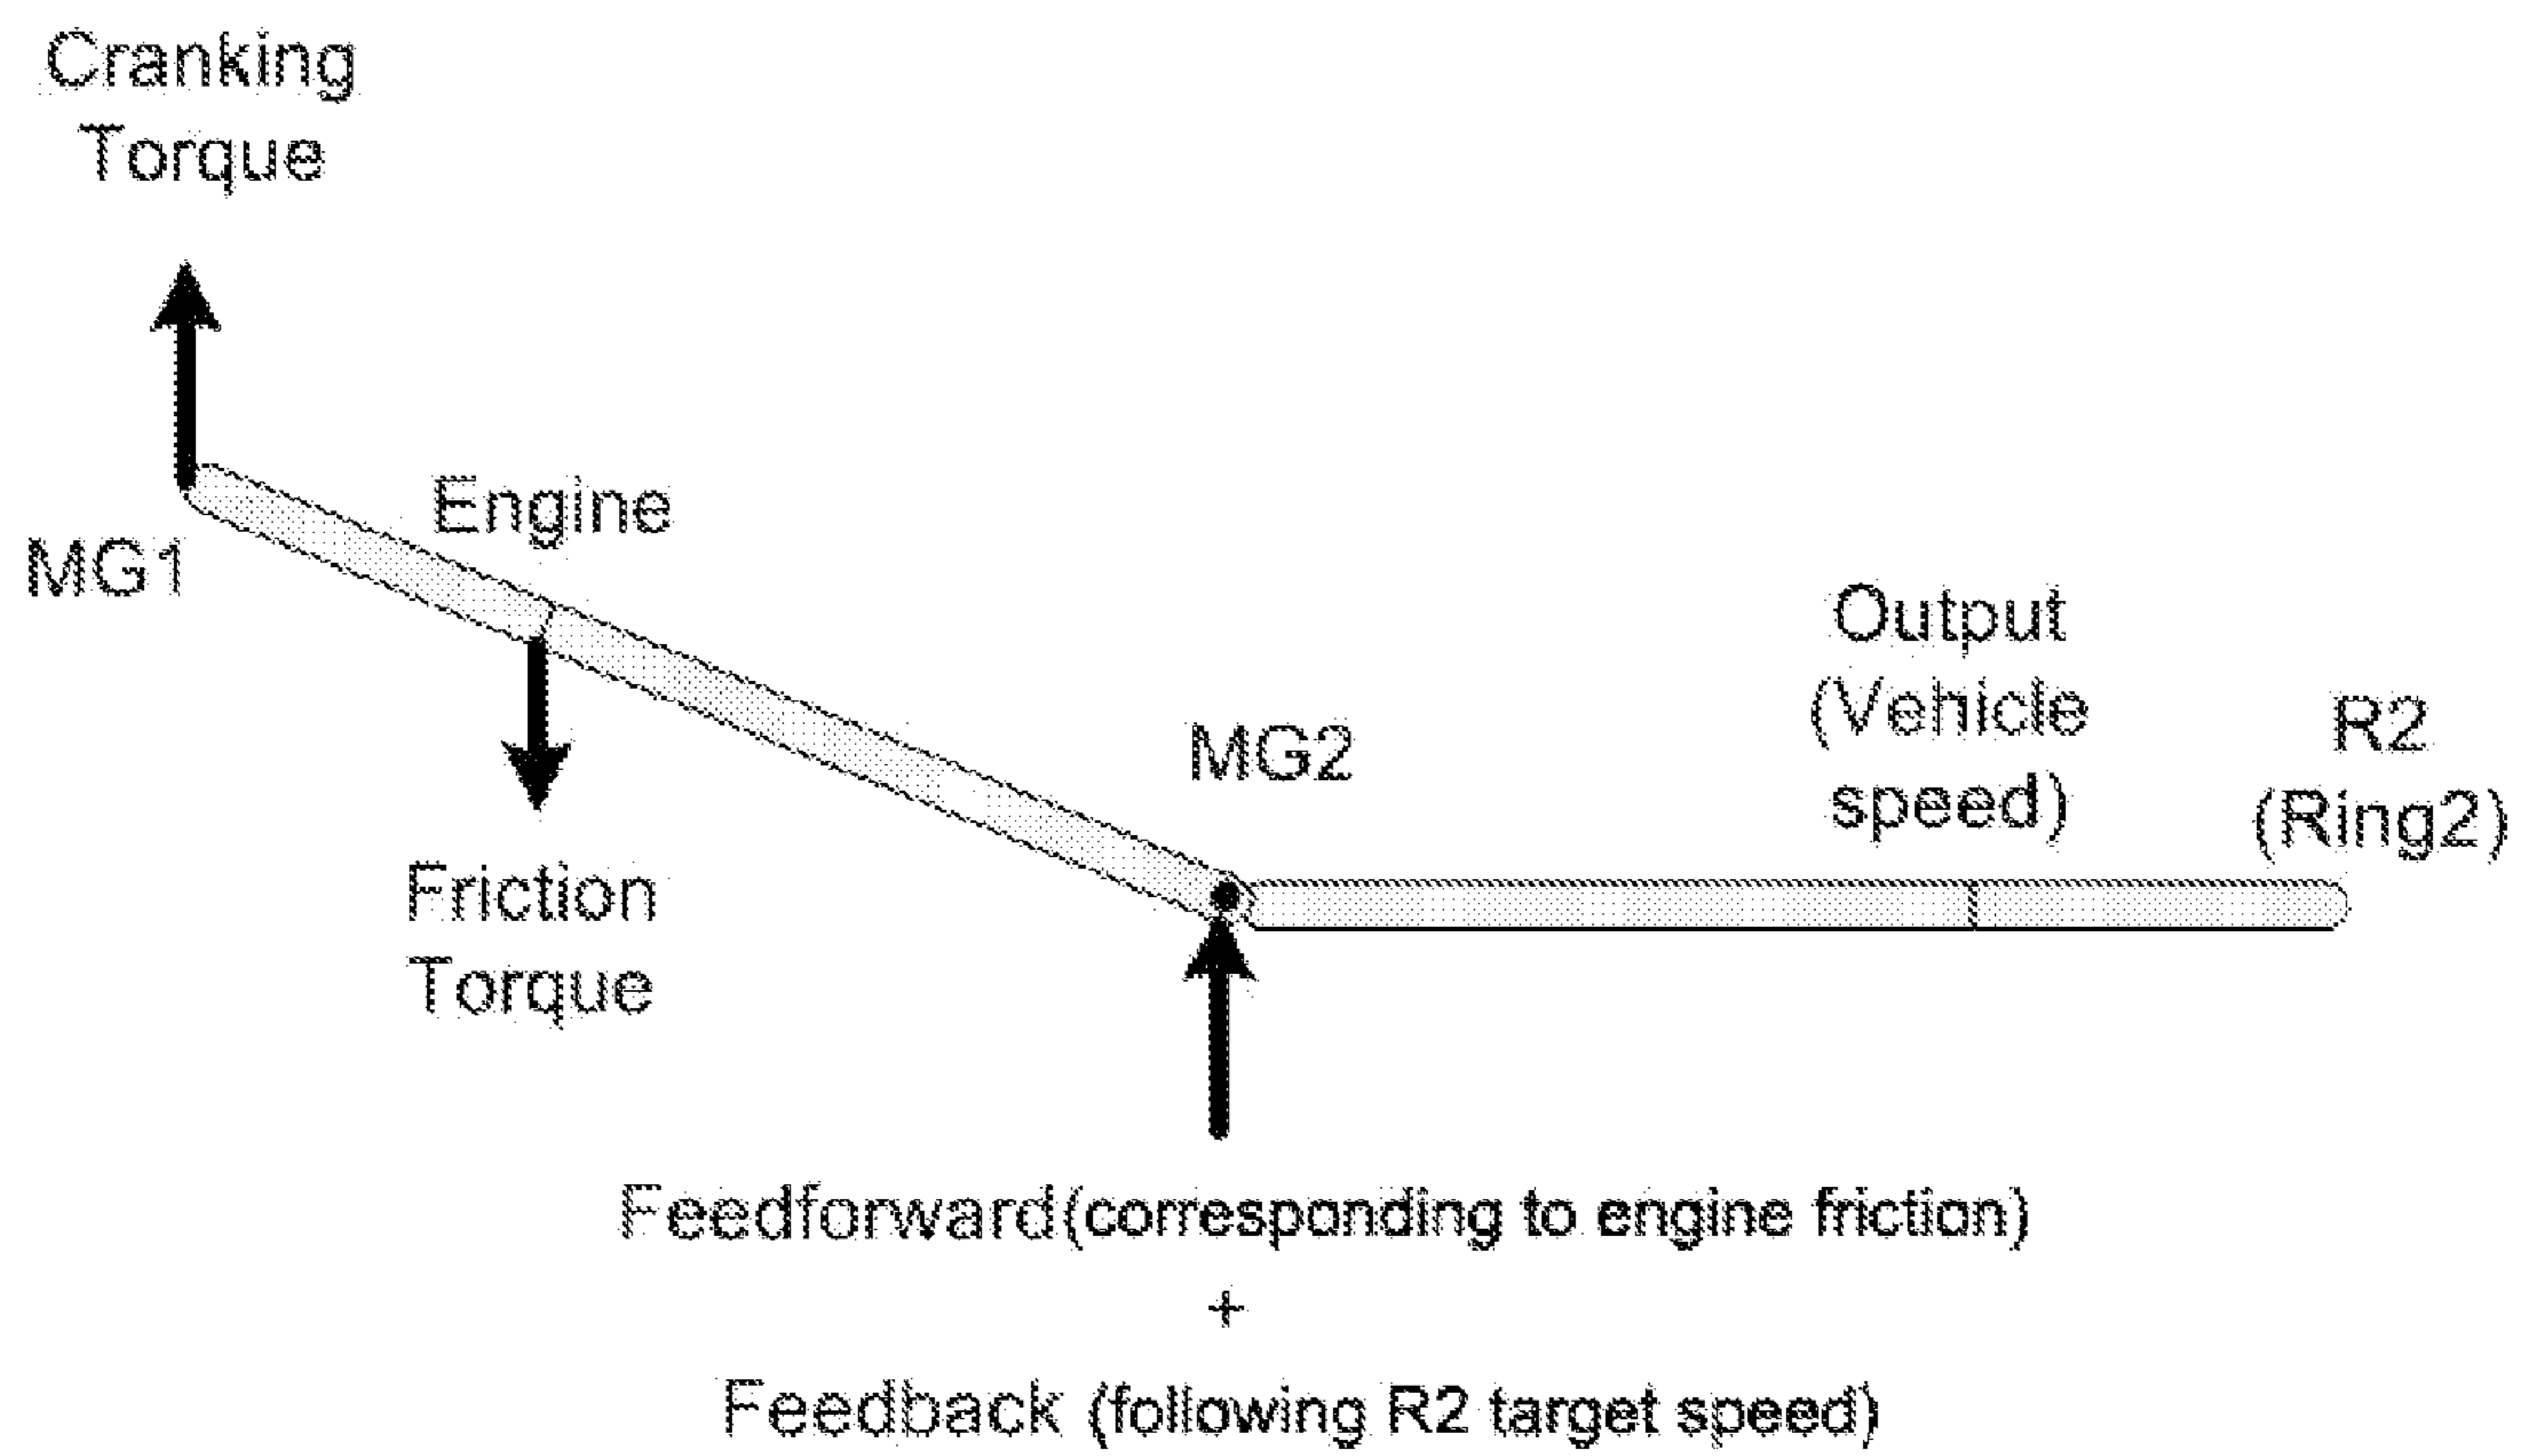 Cranking
Torque
Engine
MG1
Output
(Vehicle
speed)
R2
(Ring2)
MG2
Friction
Torque
Feedforward(corresponding to engine friction)
+
Feedback (following R2 target speed)